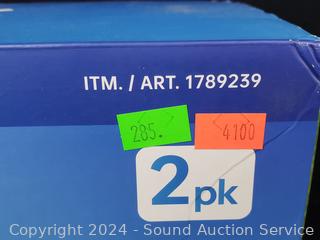 ITM. / ART. 1789239
285.
4100
2pk
Copyright 2024 - Sound Auction Service